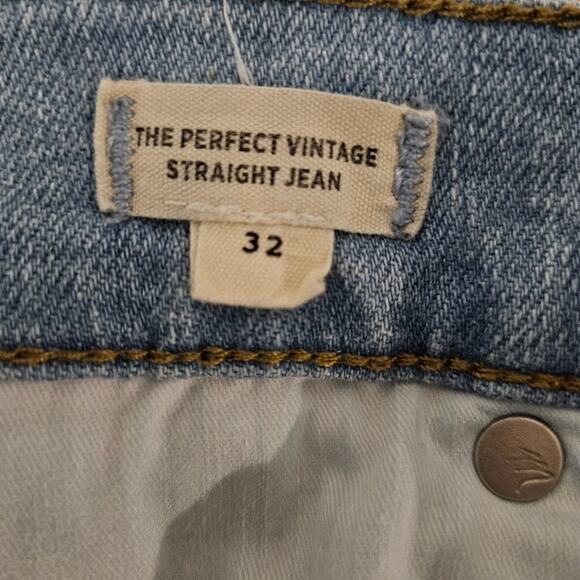 THE PERFECT VINTAGE
STRAIGHT JEAN
32